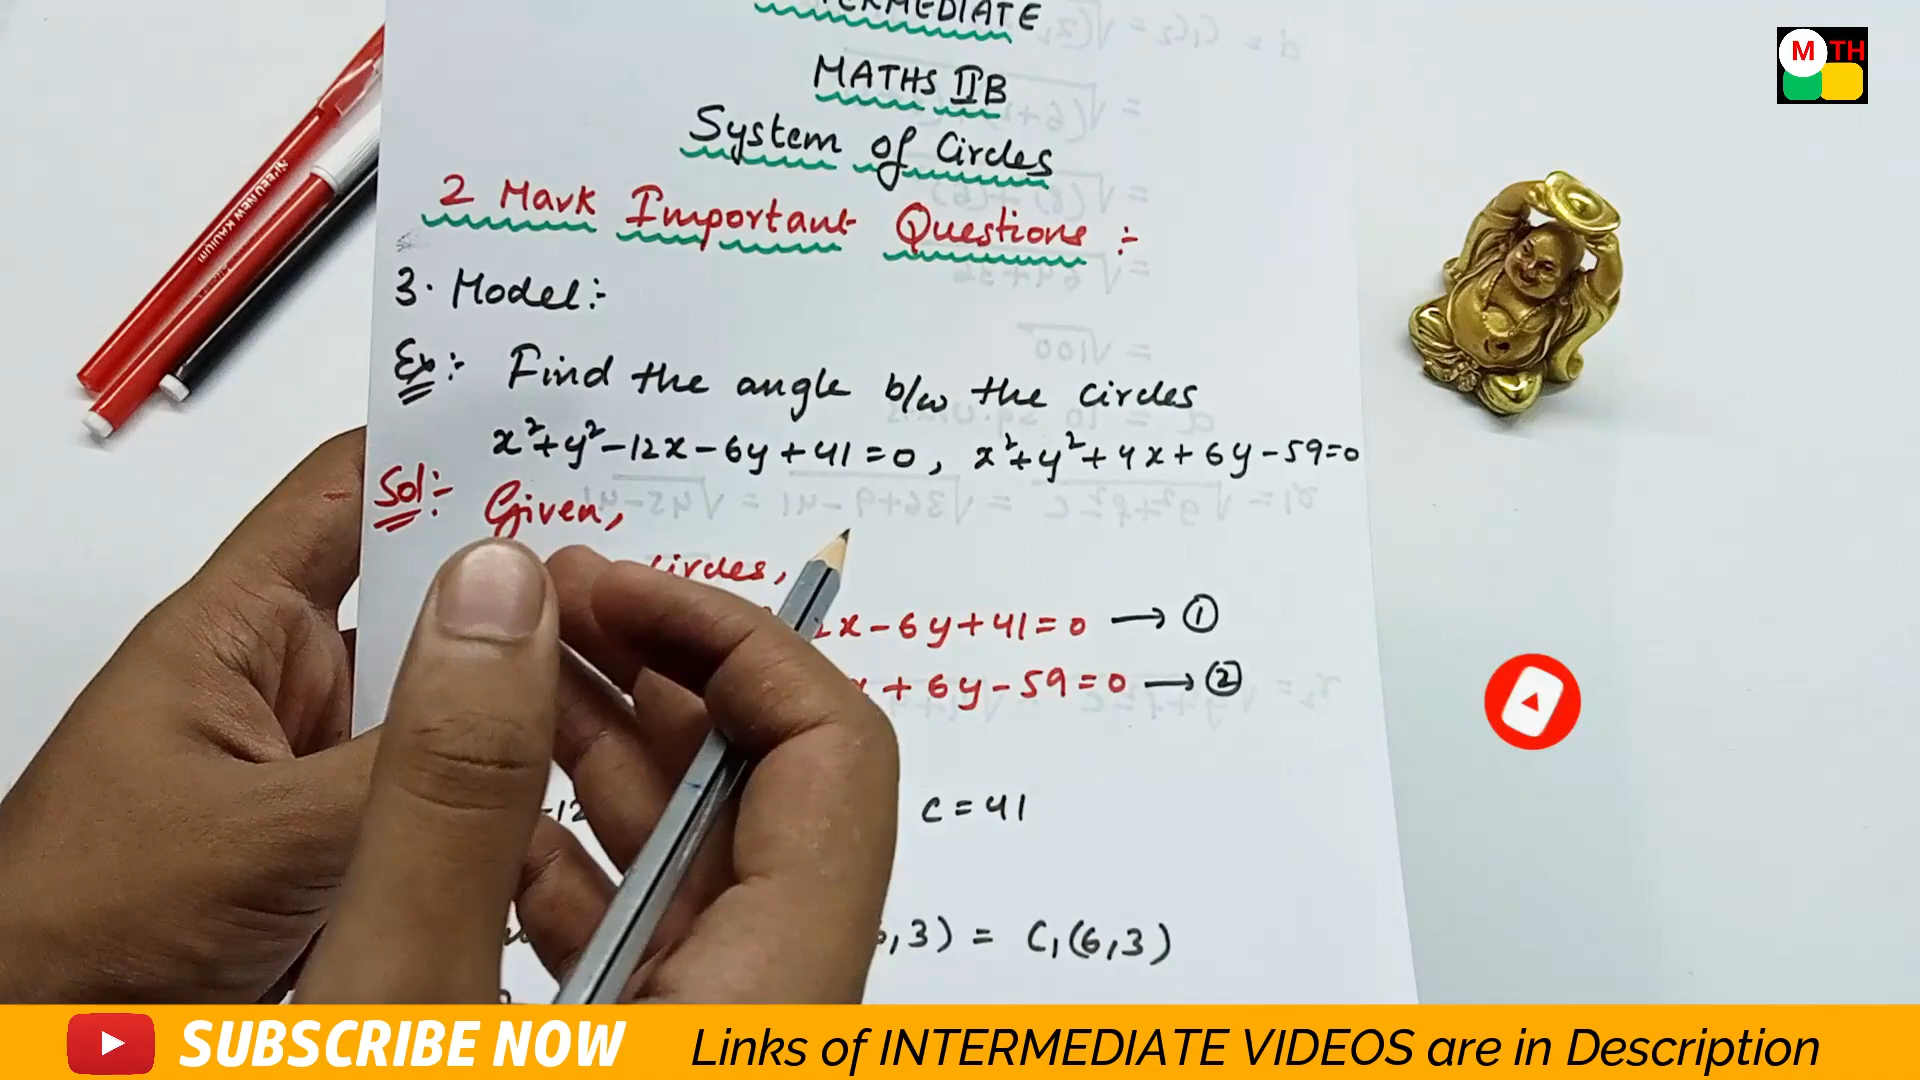 MATHS IIB
System of Circles
2 Mark Important Questions :-
3. Model:-
Ex:- Find the angle b/w the circles
x²+y²-12x-6y+41=0, x²+y²+4x+6y-59=0
Sol:- Given,
circles,
x-6y+41=0 → ①
+6y-59=0 → ②
-12
c=41
,3) = C₁(6,3)
M TH
SUBSCRIBE NOW
Links of INTERMEDIATE VIDEOS are in Description